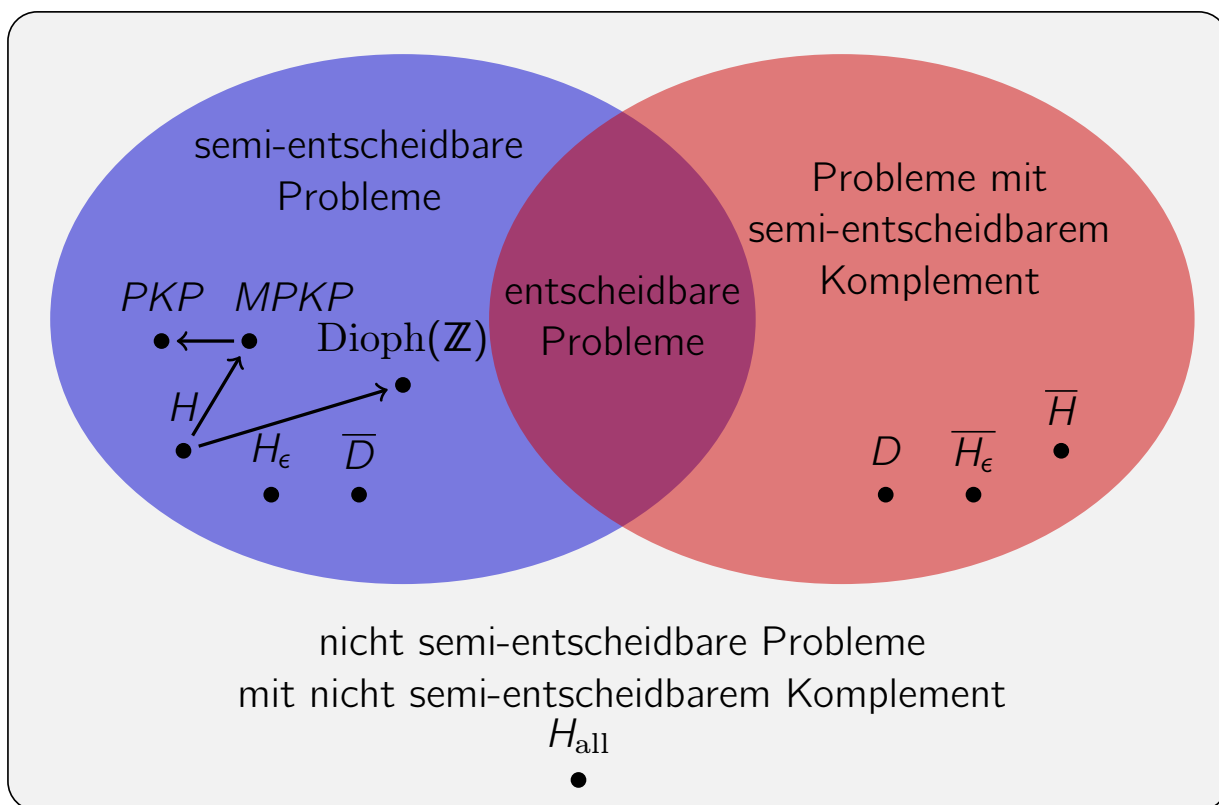 semi-entscheidbare
Probleme
Probleme mit
semi-entscheidbarem
Komplement
entscheidbare
Probleme
PKP
MPKP
Dioph(ℤ)
H
H_ϵ
D̅
D
H̅_ϵ̅
H̅
nicht semi-entscheidbare Probleme
mit nicht semi-entscheidbarem Komplement
H_all